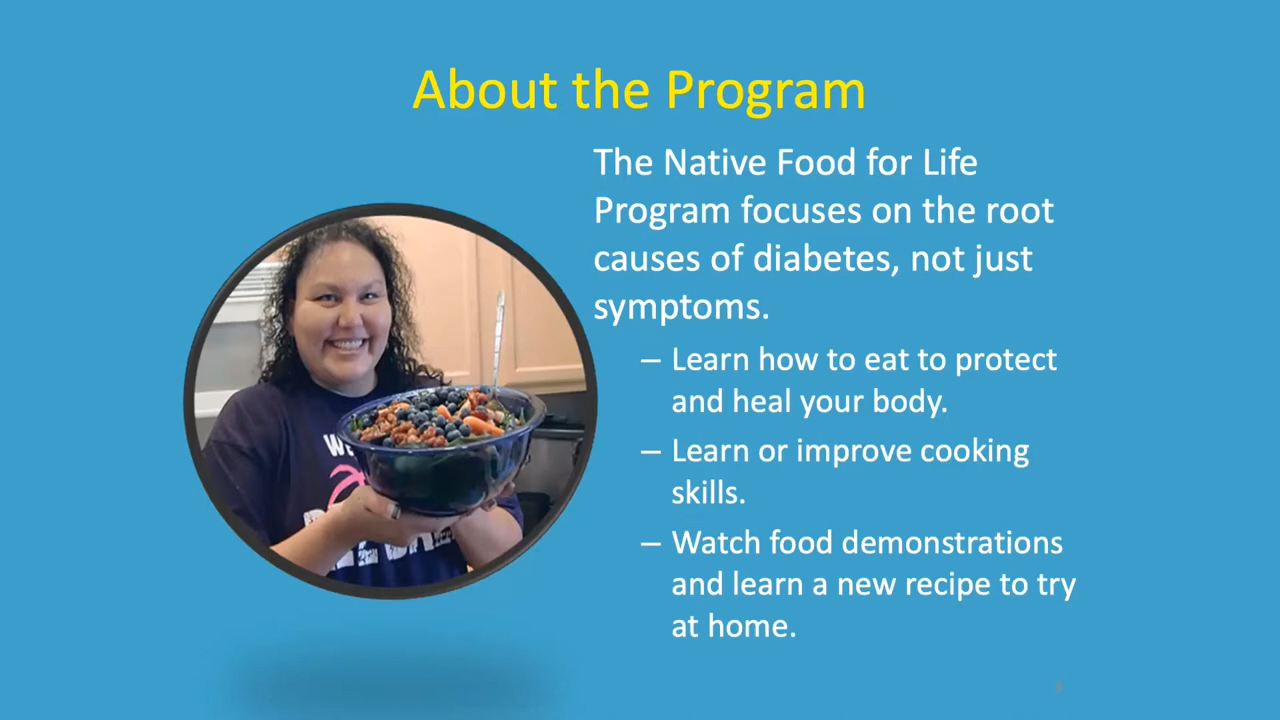 About the Program
The Native Food for Life
Program focuses on the root
causes of diabetes, not just
symptoms.
– Learn how to eat to protect
and heal your body.
– Learn or improve cooking
skills.
– Watch food demonstrations
and learn a new recipe to try
at home.